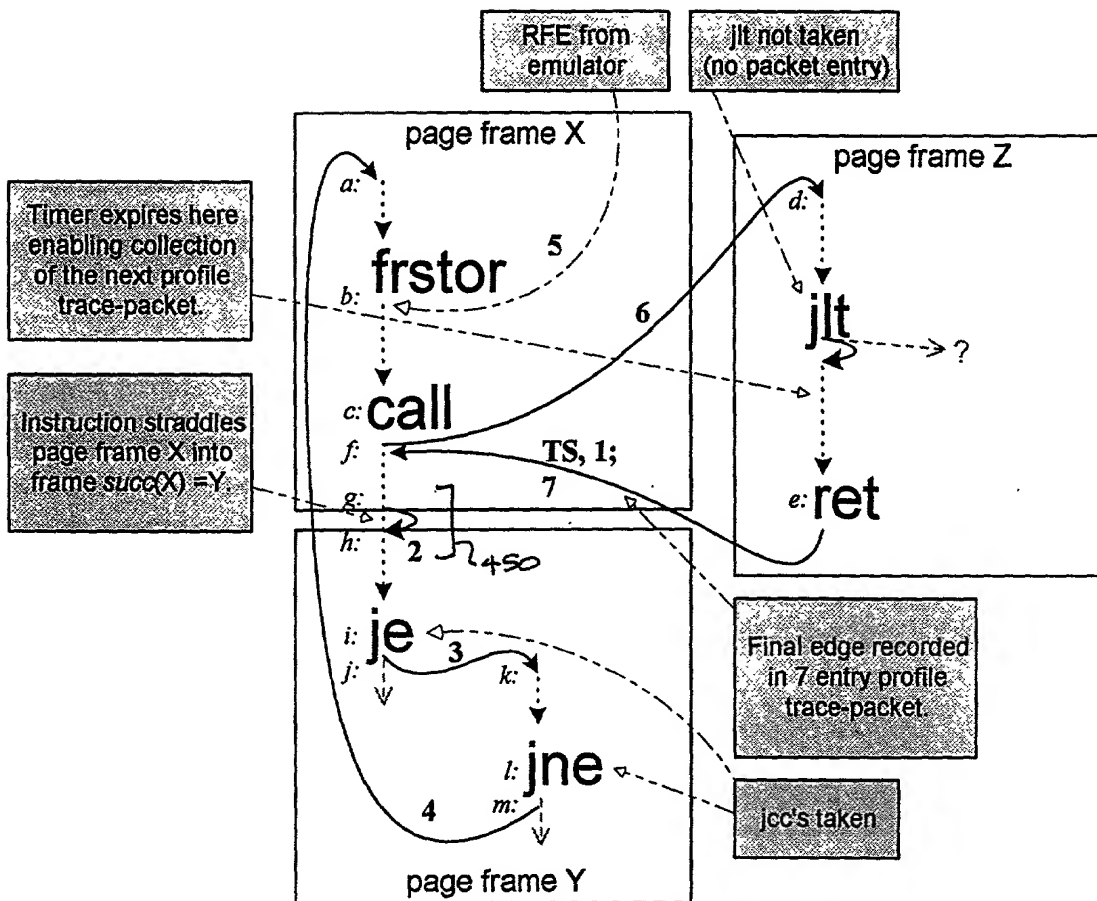 RFE from
emulator
jlt not taken
(no packet entry)
page frame X
page frame Z
a:
d:
Timer expires here
enabling collection
of the next profile
trace-packet.
5
frstor
b:
6
jlt
?
Instruction straddles
page frame X into
frame succ(X) =Y.
c: call
f:
TS, 1;
7
g:
e: ret
h:
2
450
i: je
j:
3
k:
Final edge recorded
in 7 entry profile
trace-packet.
l: jne
m:
4
jcc's taken
page frame Y